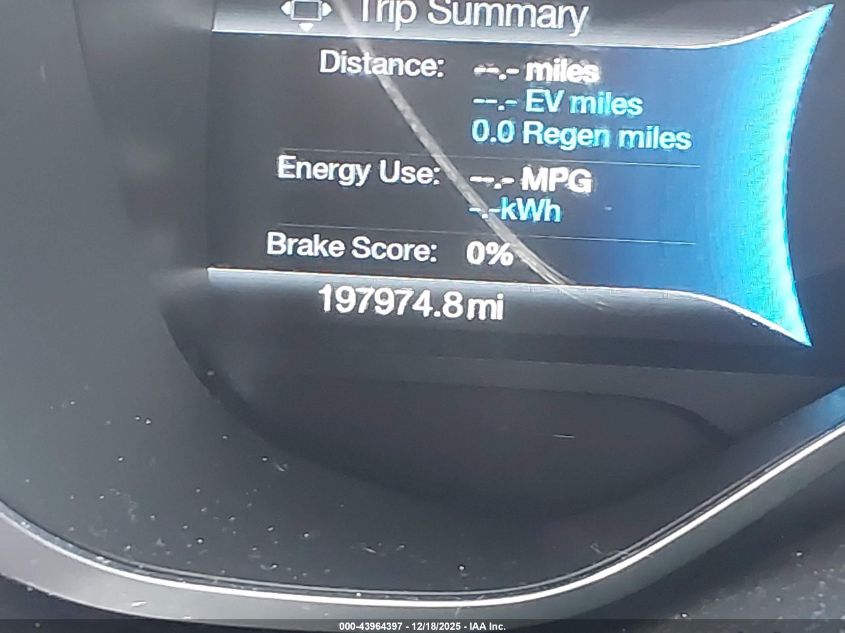 Trip Summary
Distance: --.- miles
--.- EV miles
0.0 Regen miles
Energy Use: --.- MPG
-.-kWh
Brake Score: 0%
197974.8mi
000-43964397 - 12/18/2025 - IAA Inc.